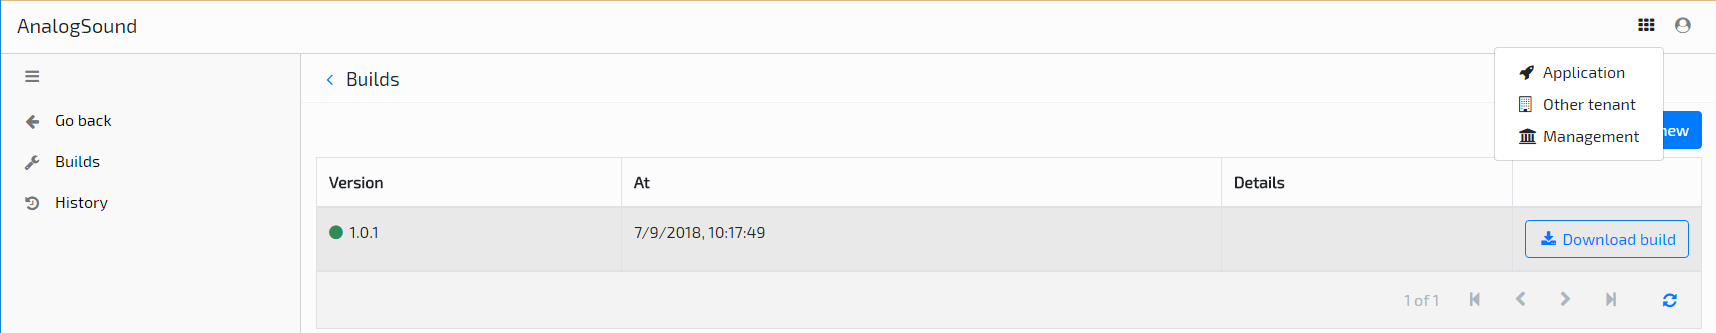 AnalogSound
Application
Other tenant
Management
Go back
Builds
History
Builds
new
Version At Details
1.0.1 7/9/2018, 10:17:49 Download build
1 of 1